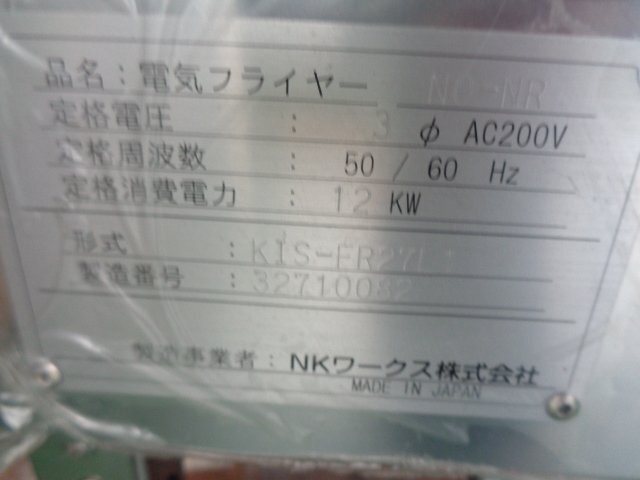 品名：電気フライヤー NO-NR
定格電圧 ： 3 φ AC200V
定格周波数 ： 50 / 60 Hz
定格消費電力 ： 12 KW
形式 ：
製造番号 ：
製造事業者： NKワークス株式会社
MADE IN JAPAN